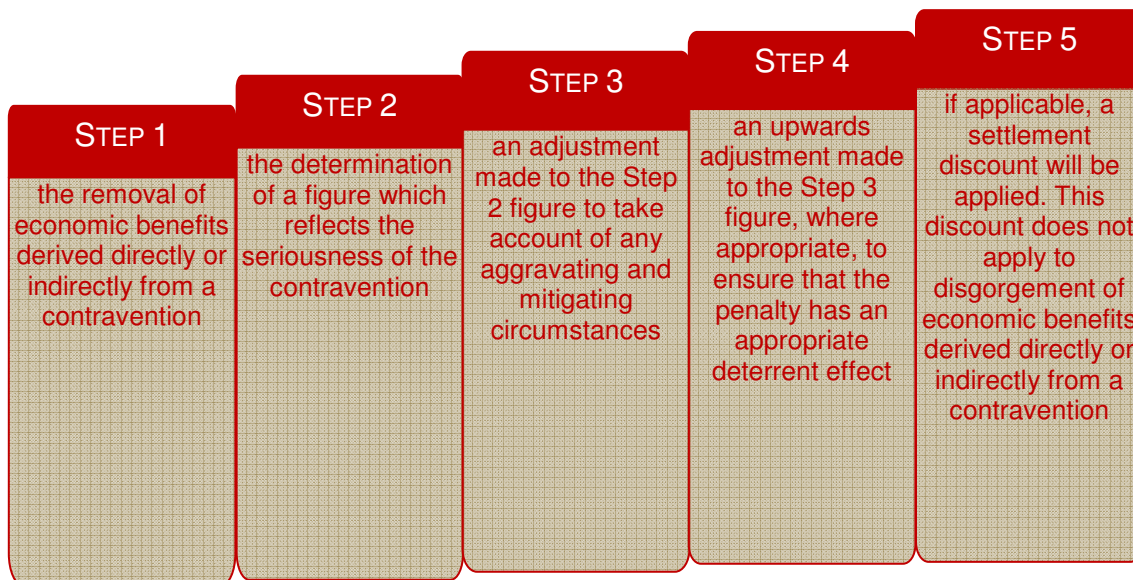 STEP 1
the removal of
economic benefits
derived directly or
indirectly from a
contravention
STEP 2
the determination
of a figure which
reflects the
seriousness of the
contravention
STEP 3
an adjustment
made to the Step
2 figure to take
account of any
aggravating and
mitigating
circumstances
STEP 4
an upwards
adjustment made
to the Step 3
figure, where
appropriate, to
ensure that the
penalty has an
appropriate
deterrent effect
STEP 5
if applicable, a
settlement
discount will be
applied. This
discount does not
apply to
disgorgement of
economic benefits
derived directly or
indirectly from a
contravention